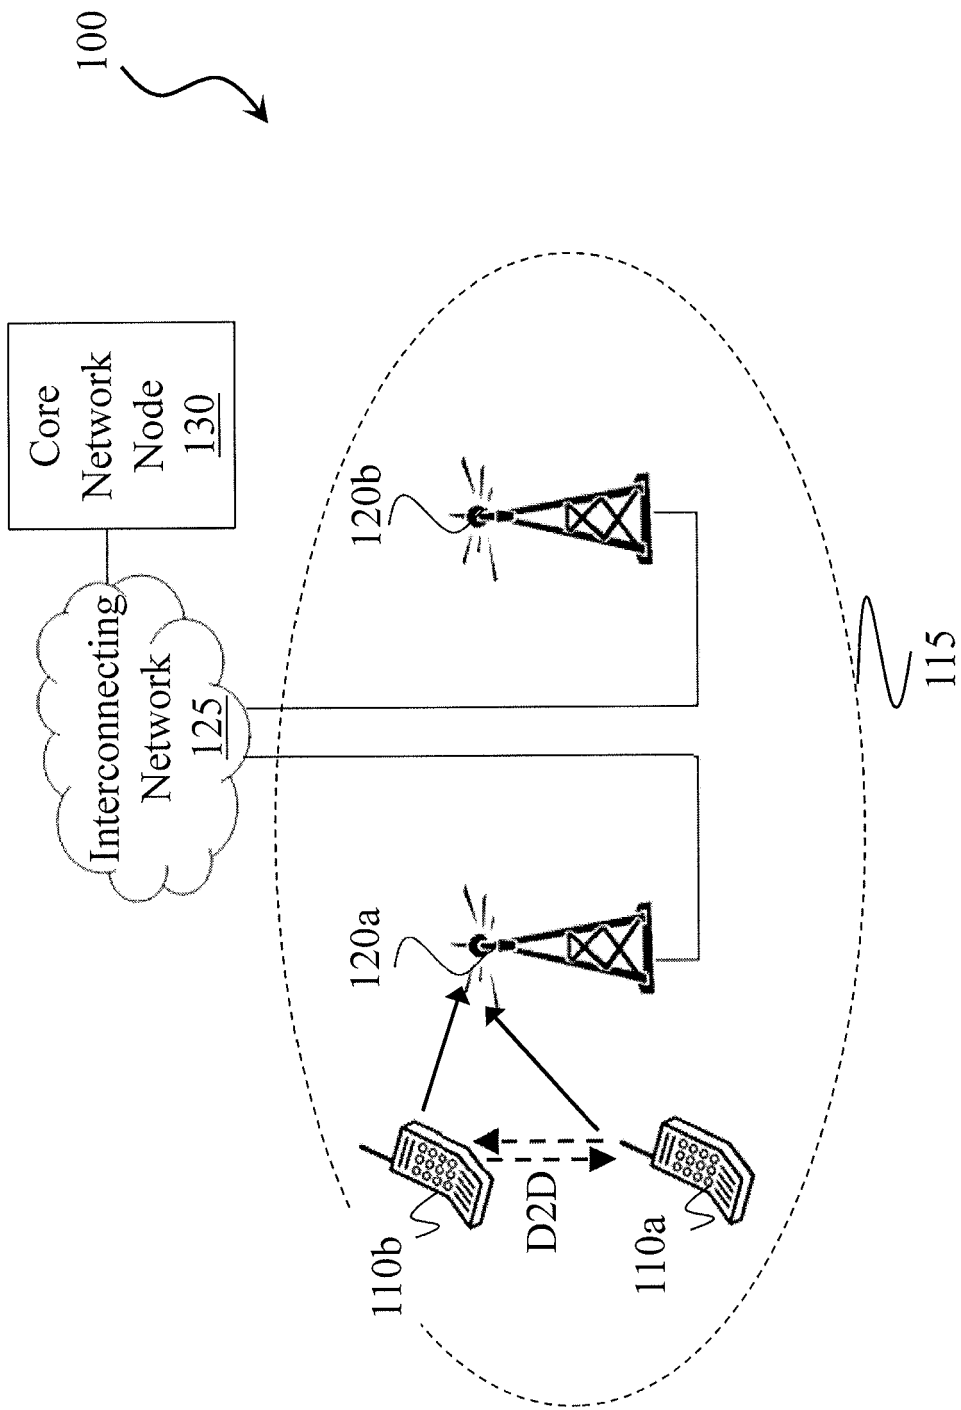 100
Core
Network
Node
130
Interconnecting
Network
125
120b
120a
110b
D2D
110a
115